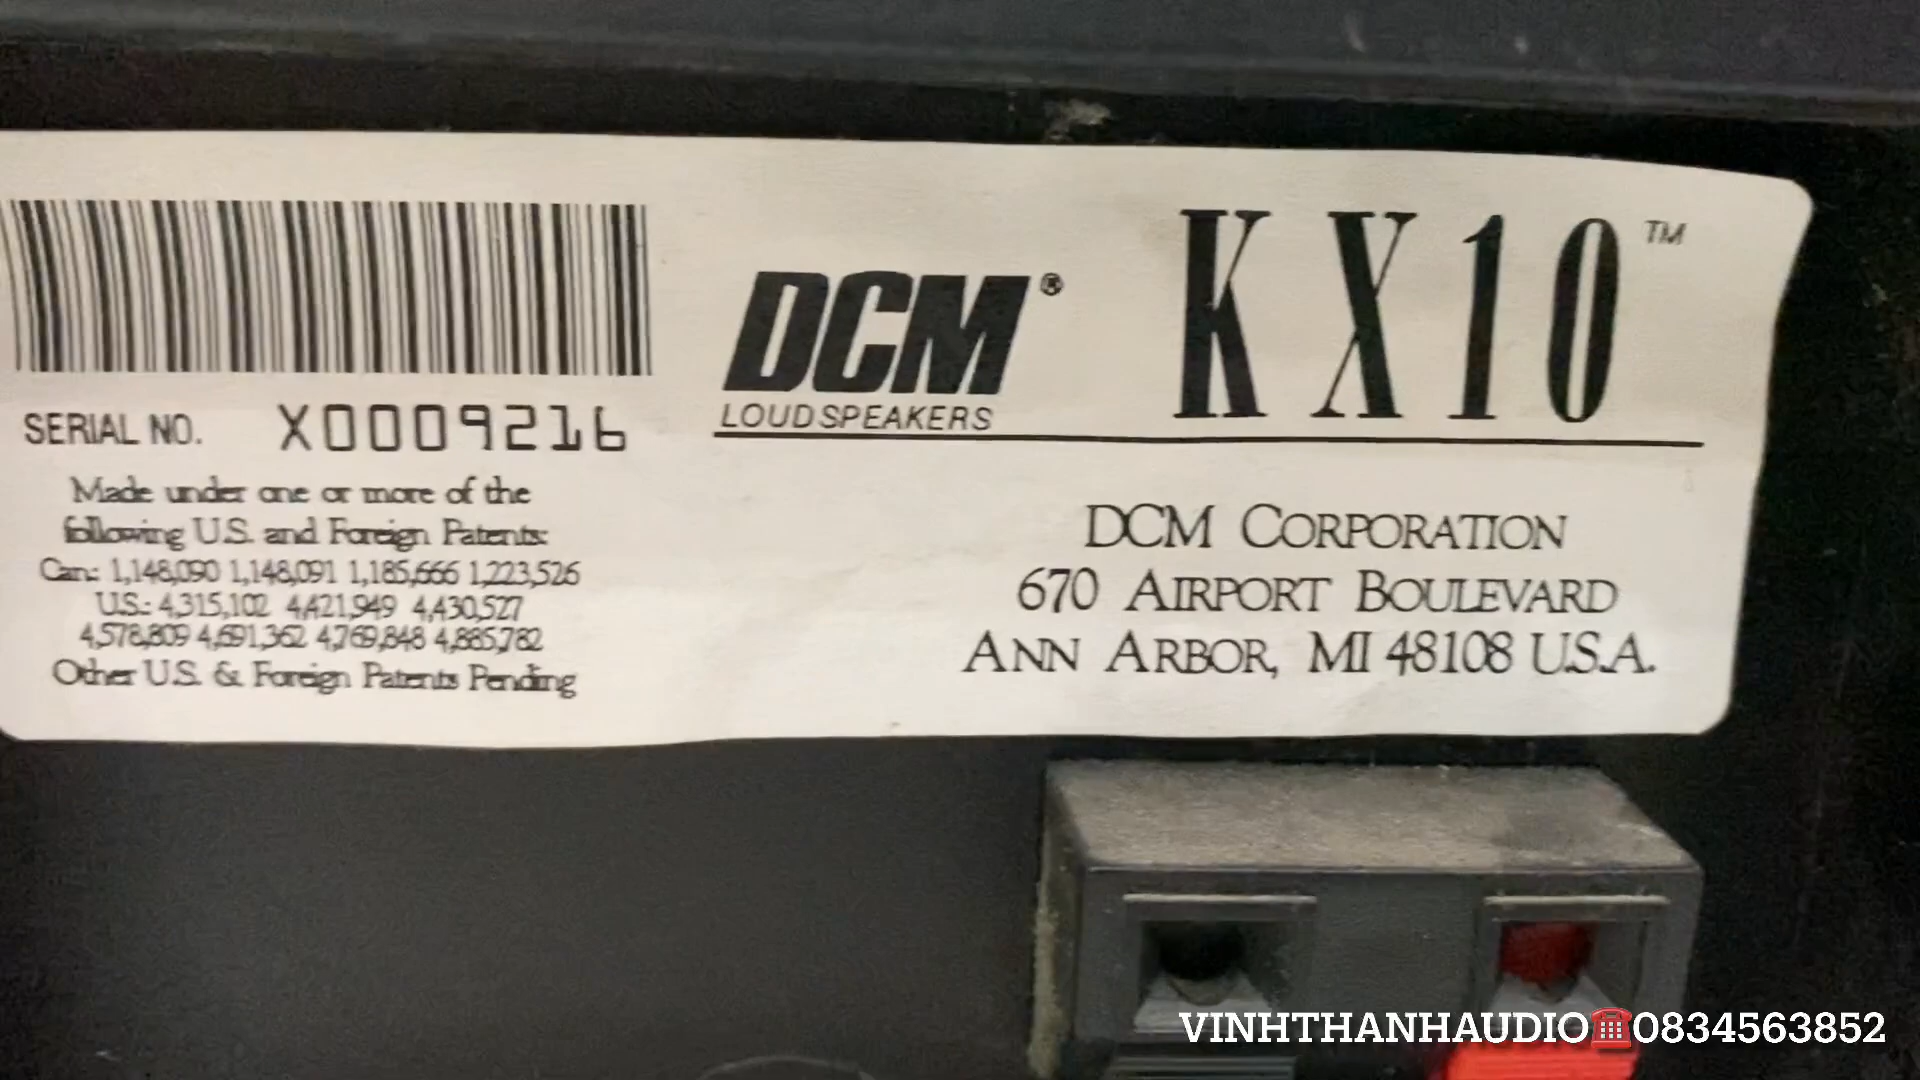 SERIAL NO. X0009216
Made under one or more of the
following U.S. and Foreign Patents:
Can.: 1,148,090 1,148,091 1,185,666 1,223,526
U.S.: 4,315,102 4,421,949 4,430,527
4,578,809 4,691,362 4,769,848 4,885,782
Other U.S. & Foreign Patents Pending
DCM® KX10™
LOUDSPEAKERS
DCM CORPORATION
670 AIRPORT BOULEVARD
ANN ARBOR, MI 48108 U.S.A.
VINHTHANHAUDIO☎️0834563852